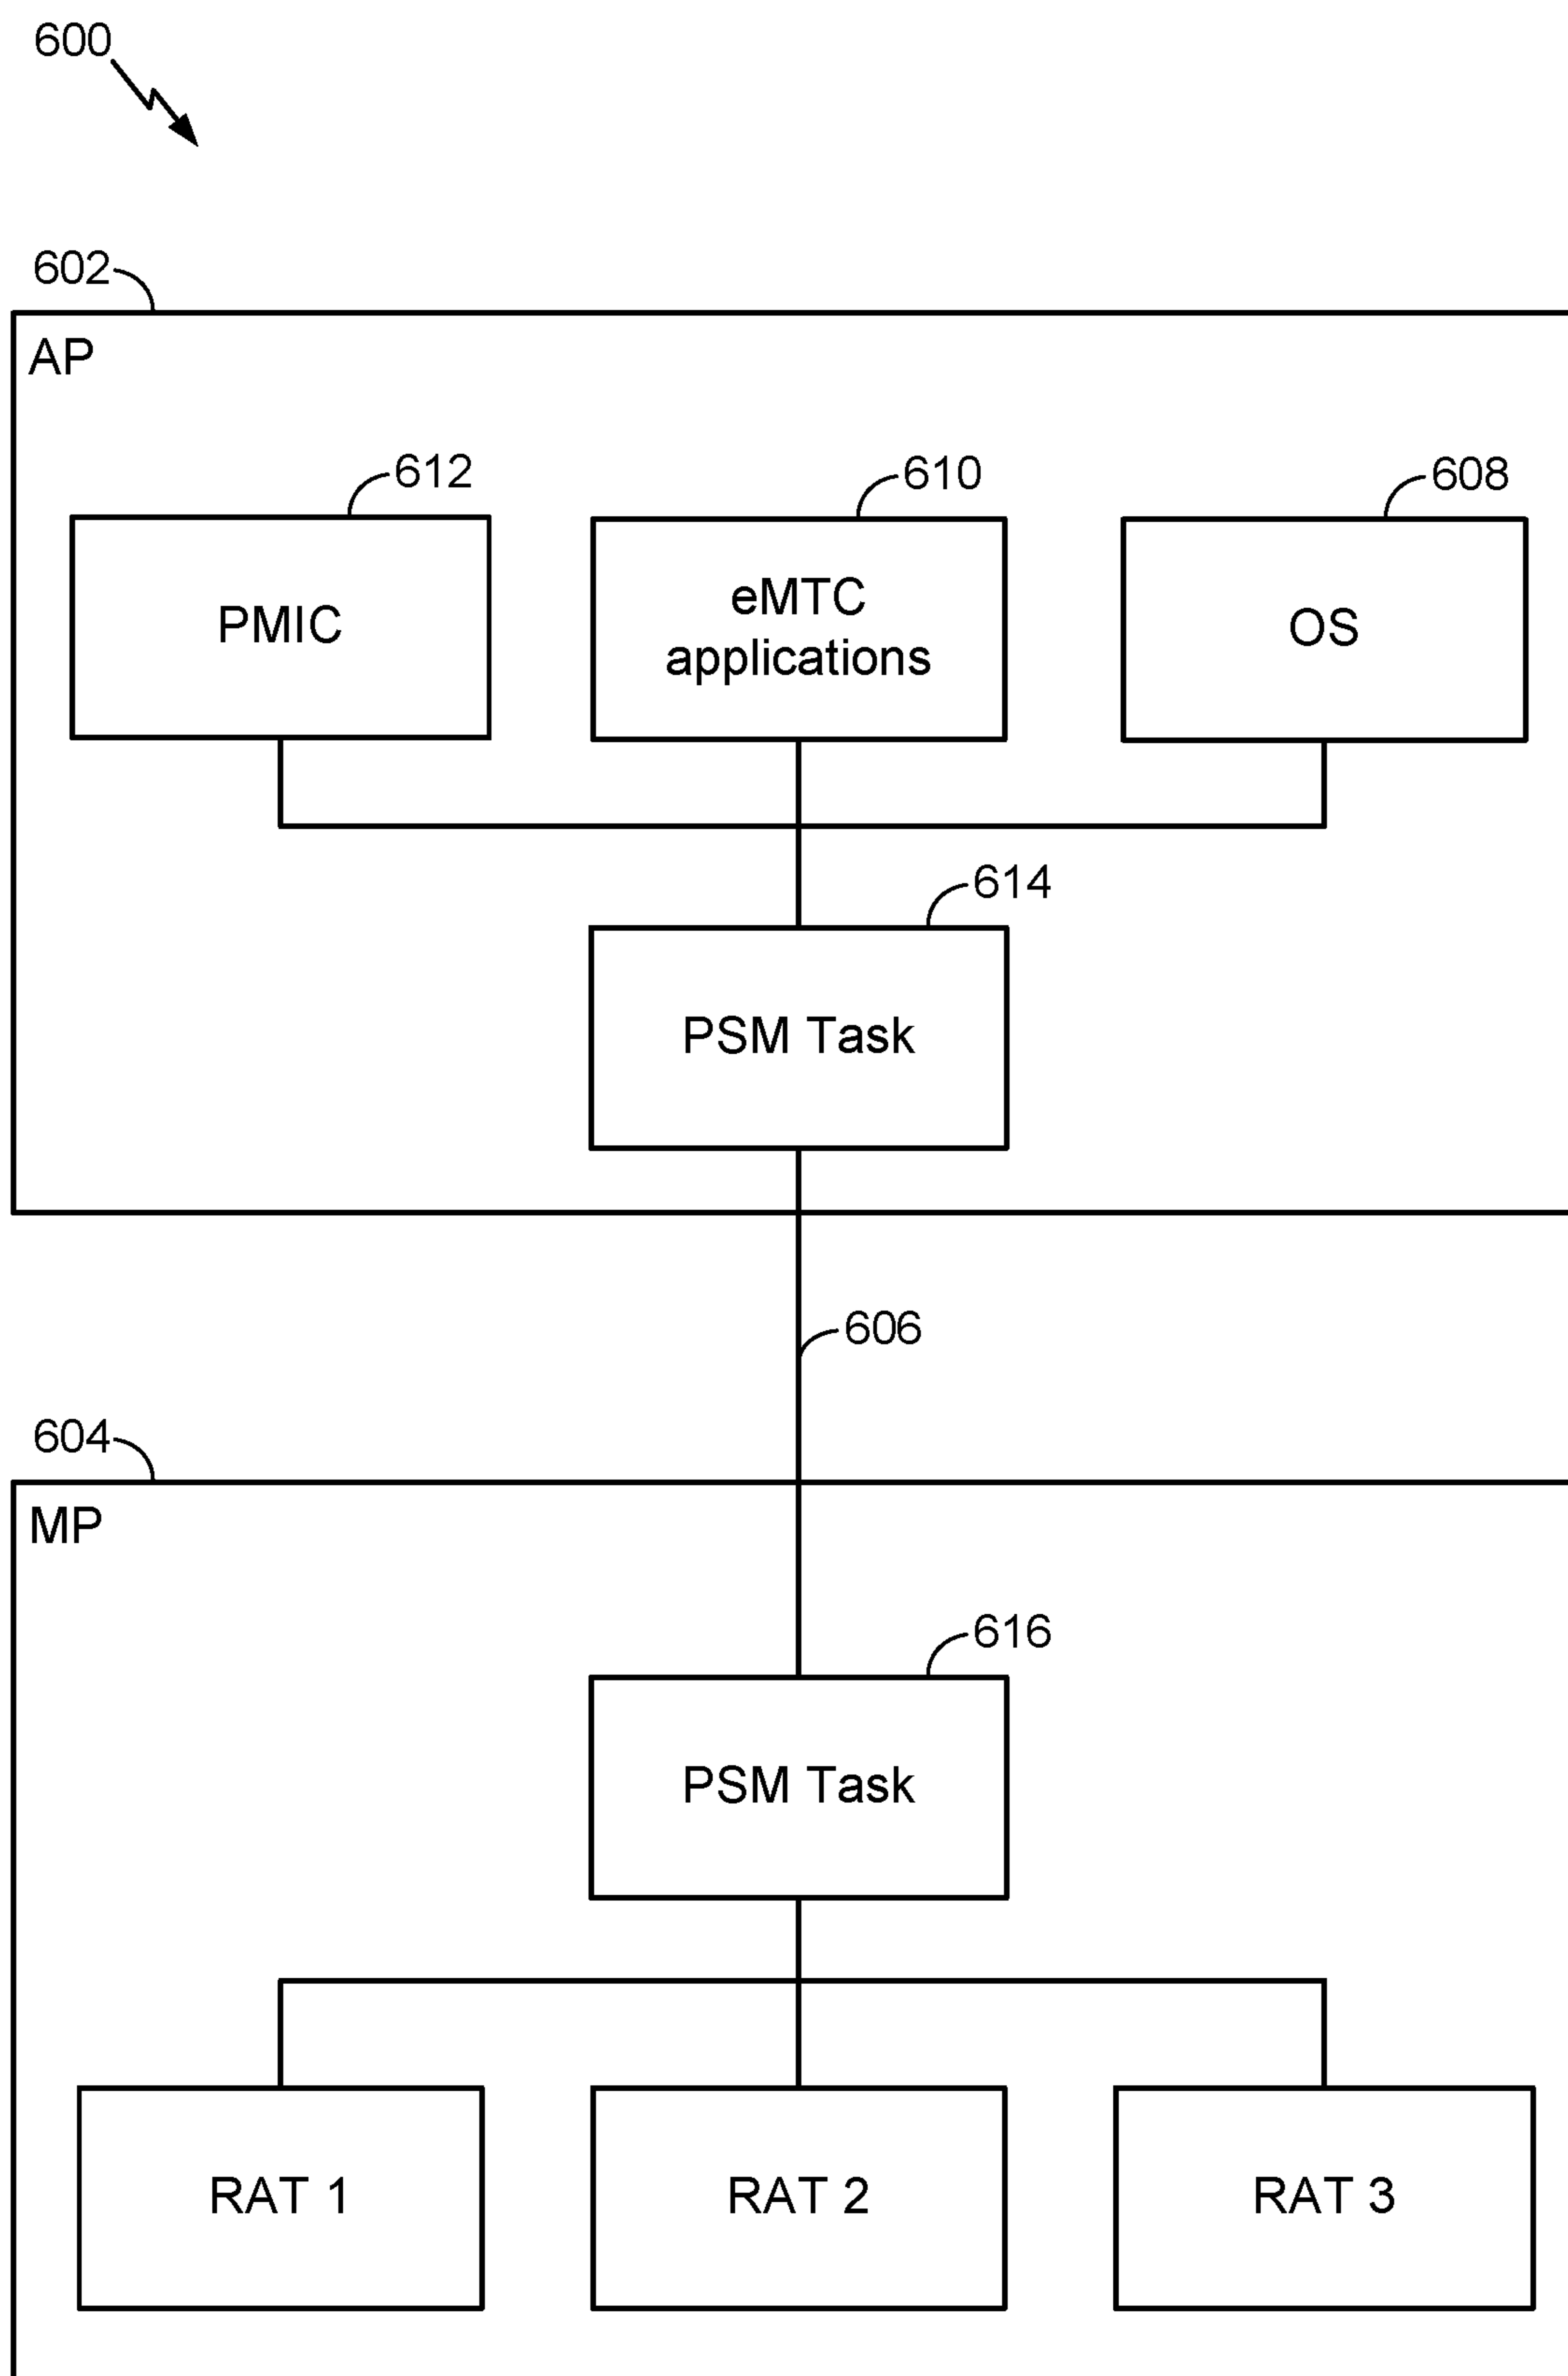 600
602
AP
612
610
608
PMIC
eMTC
applications
OS
614
PSM Task
606
604
MP
616
PSM Task
RAT 1
RAT 2
RAT 3